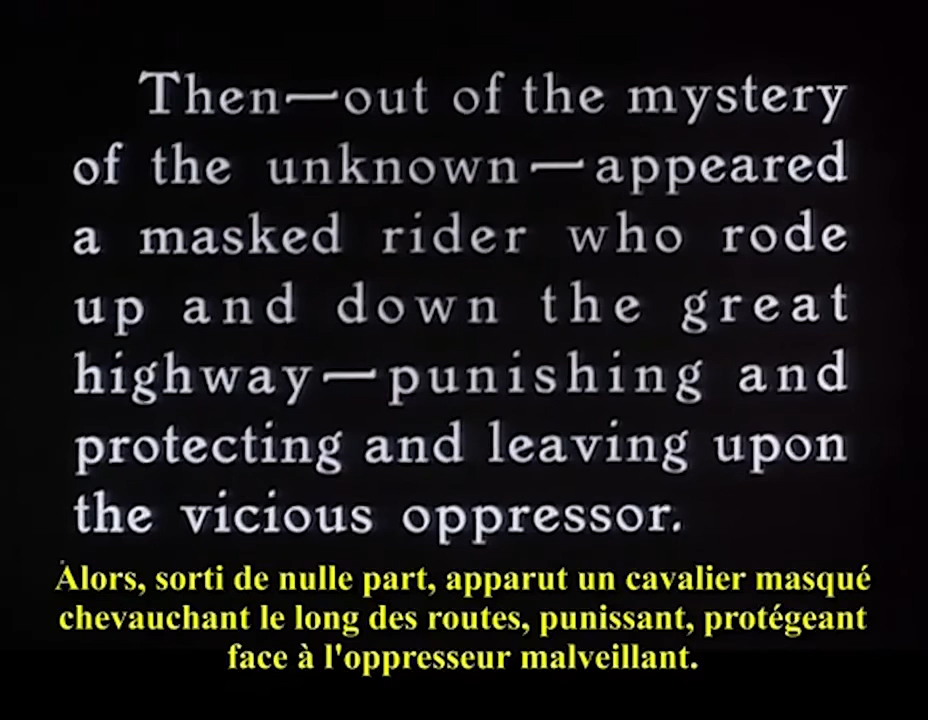 Then—out of the mystery
of the unknown—appeared
a masked rider who rode
up and down the great
highway—punishing and
protecting and leaving upon
the vicious oppressor.
Alors, sorti de nulle part, apparut un cavalier masqué
chevauchant le long des routes, punissant, protégeant
face à l'oppresseur malveillant.